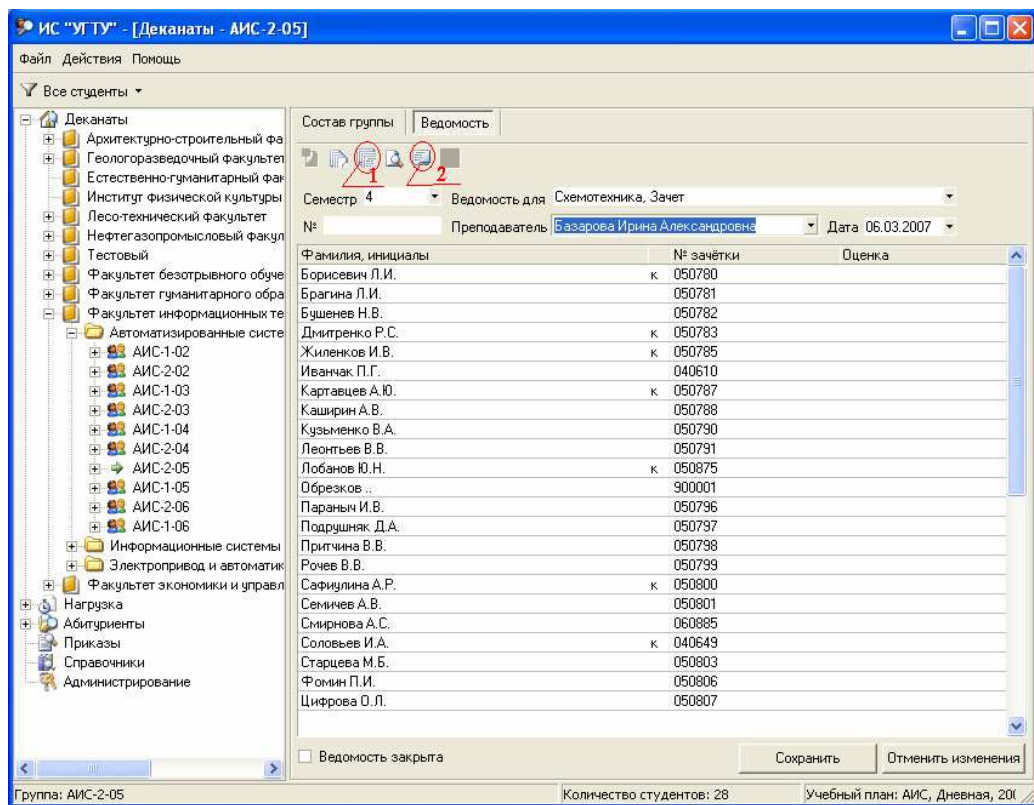 ИС "УГТУ" - [Деканаты - АИС-2-05]
Файл Действия Помощь
Все студенты
Деканаты
Архитектурно-строительный фа
Геологоразведочный факультет
Естественно-гуманитарный фак
Институт физической культуры
Лесо-технический факультет
Нефтегазопромысловый факул
Тестовый
Факультет безотрывного обуче
Факультет гуманитарного обра
Факультет информационных те
Автоматизированные систе
АИС-1-02
АИС-2-02
АИС-1-03
АИС-2-03
АИС-1-04
АИС-2-04
АИС-2-05
АИС-1-05
АИС-2-06
АИС-1-06
Информационные системы
Электропривод и автоматик
Факультет экономики и управл
Нагрузка
Абитуриенты
Приказы
Справочники
Администрирование
Состав группы Ведомость
1 2
Семестр 4 Ведомость для Схемотехника, Зачет
№ Преподаватель Базарова Ирина Александровна Дата 06.03.2007
Фамилия, инициалы № зачётки Оценка
Борисевич Л.И. к 050780
Брагина Л.И. 050781
Бушенев Н.В. 050782
Дмитренко Р.С. к 050783
Жиленков И.В. к 050785
Иванчак П.Г. 040610
Картавцев А.Ю. к 050787
Каширин А.В. 050788
Кузьменко В.А. 050790
Леонтьев В.В. 050791
Лобанов Ю.Н. к 050875
Обрезков .. 900001
Параныч И.В. 050796
Подрушняк Д.А. 050797
Притчина В.В. 050798
Рочев В.В. 050799
Сафиулина А.Р. к 050800
Семичев А.В. 050801
Смирнова А.С. 060885
Соловьев И.А. к 040649
Старцева М.Б. 050803
Фомин П.И. 050806
Цифрова О.Л. 050807
Ведомость закрыта Сохранить Отменить изменения
Группа: АИС-2-05 Количество студентов: 28 Учебный план: АИС, Дневная, 200